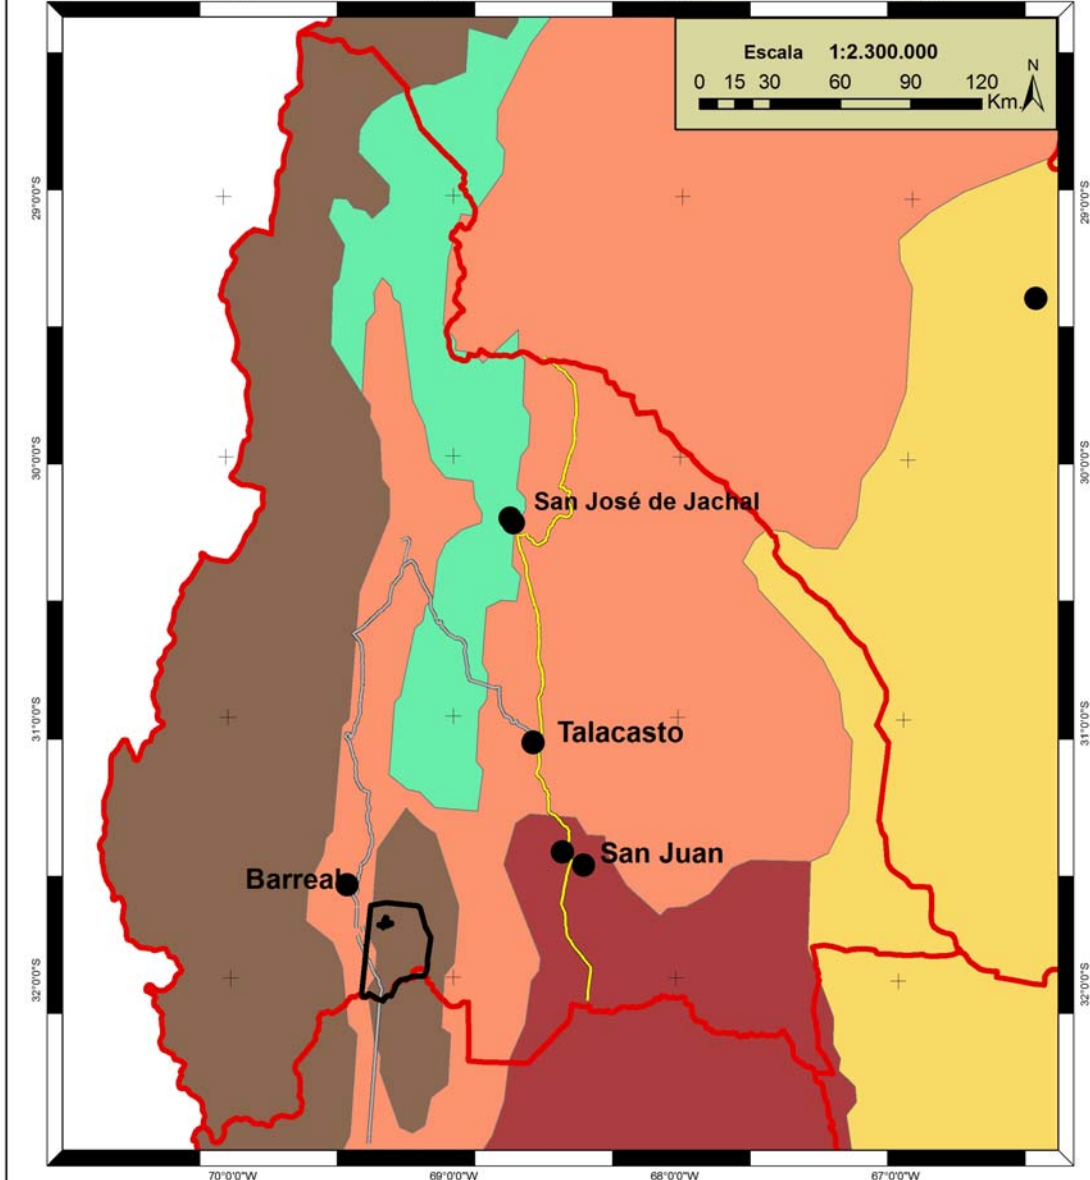 Escala 1:2.300.000
N
0 15 30 60 90 120
Km.
29°0'0"S
29°0'0"S
30°0'0"S
30°0'0"S
San José de Jachal
31°0'0"S
31°0'0"S
Talacasto
San Juan
Barreal
32°0'0"S
32°0'0"S
70°0'0"W 69°0'0"W 68°0'0"W 67°0'0"W